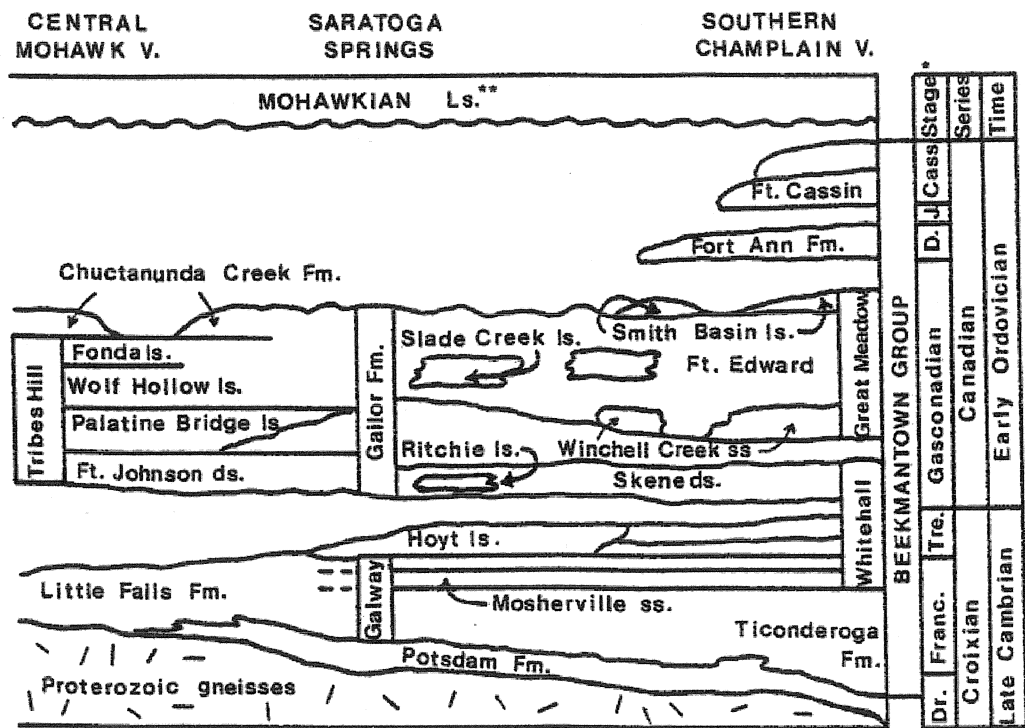 CENTRAL
MOHAWK V.
SARATOGA
SPRINGS
SOUTHERN
CHAMPLAIN V.
MOHAWKIAN Ls.**
Stage*
Series
Time
Ft. Cassin
Fort Ann Fm.
Chuctanunda Creek Fm.
Slade Creek ls.
Smith Basin ls.
Ft. Edward
Fonda ls.
Wolf Hollow ls.
Palatine Bridge ls.
Ft. Johnson ds.
Tribes Hill
Gailor Fm.
Ritchie ls.
Winchell Creek ss
Skene ds.
Great Meadow
Whitehall
Hoyt ls.
Little Falls Fm.
Galway
Mosherville ss.
Ticonderoga
Fm.
Potsdam Fm.
Proterozoic gneisses
BEEKMANTOWN GROUP
Cass
J.
D.
Gasconadian
Tre.
Franc.
Dr.
Canadian
Croixian
Early Ordovician
Late Cambrian